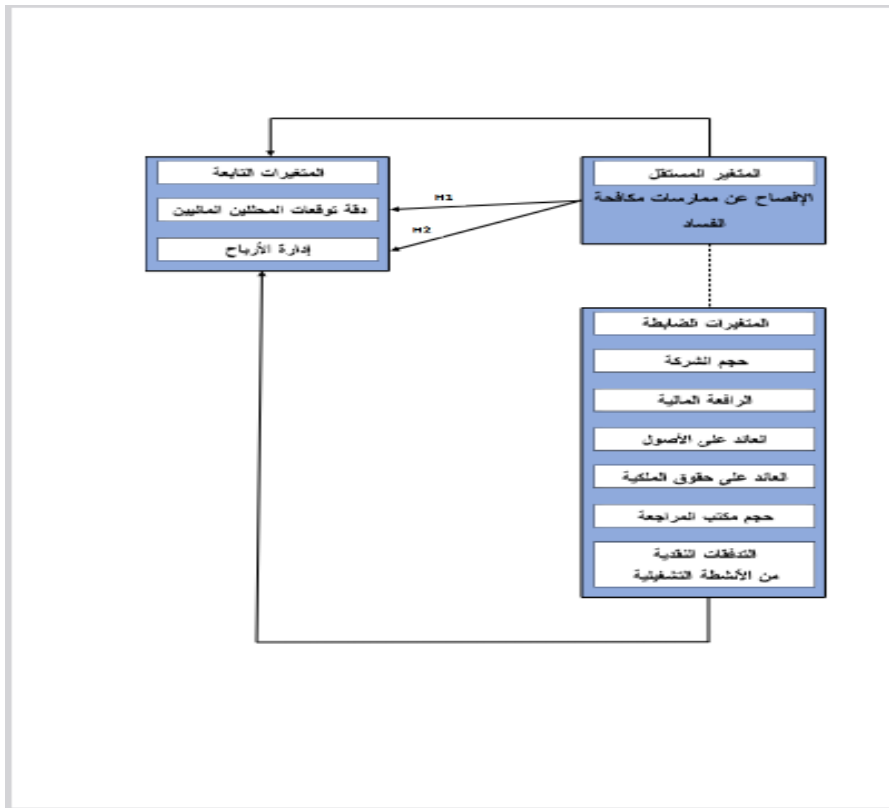 المتغير المستقل
الإفصاح عن ممارسات مكافحة
الفساد
H1
H2
المتغيرات التابعة
دقة توقعات المحللين الماليين
إدارة الأرباح
المتغيرات الضابطة
حجم الشركة
الرافعة المالية
العائد على الأصول
العائد على حقوق الملكية
حجم مكتب المراجعة
التدفقات النقدية
من الأنشطة التشغيلية